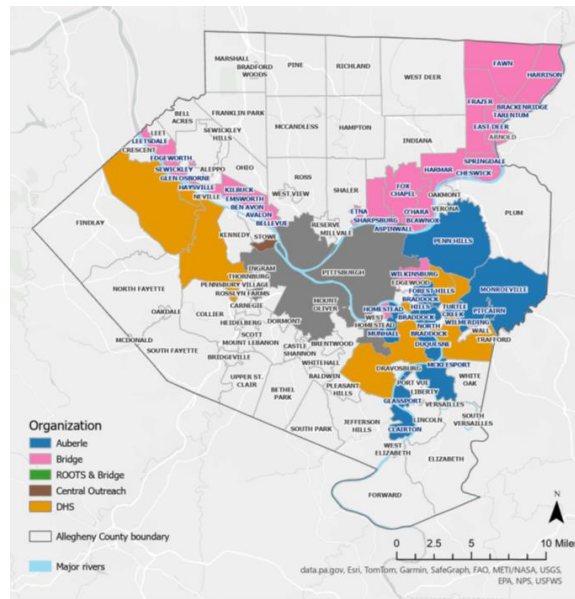 FAWN
HARRISON
MARSHALL
BRADFORD
WOODS
PINE
RICHLAND
WEST DEER
FRAZER
BRACKENRIDGE
TARENTUM
EAST DEER
ARNOLD
BELL
ACRES
FRANKLIN PARK
MCCANDLESS
HAMPTON
INDIANA
LEET
LEETSDALE
CRESCENT
SEWICKLEY
HILLS
EDGEWORTH
SPRINGDALE
CHESWICK
HARMAR
SEWICKLEY
ALEPPO
OHIO
GLEN OSBORNE
ROSS
HAYSVILLE
KILBUCK
WEST VIEW
SHALER
FOX
CHAPEL
OAKMONT
NEVILLE
EMSWORTH
BEN AVON
AVALON
BELLEVUE
ETNA
SHARPSBURG
O'HARA
BLAWNOX
VERONA
PLUM
ASPINWALL
RESERVE
MILLVALE
FINDLAY
KENNEDY
STOWE
PENN HILLS
INGRAM
THORNBURG
PENNSBURY VILLAGE
ROSSLYN FARMS
PITTSBURGH
WILKINSBURG
EDGEWOOD
FOREST HILLS
MONROEVILLE
NORTH FAYETTE
CARNEGIE
COLLIER
MOUNT
OLIVER
HOMESTEAD
WEST
HOMESTEAD
BRADDOCK
HILLS
BRADDOCK
TURTLE
CREEK
PITCAIRN
WILMERDING
WALL
TRAFFORD
OAKDALE
HEIDELBERG
SCOTT
DORMONT
MUNHALL
NORTH
BRADDOCK
DUQUESNE
MCDONALD
SOUTH FAYETTE
MOUNT LEBANON
BRIDGEVILLE
CASTLE
SHANNON
BRENTWOOD
WHITEHALL
BALDWIN
DRAVOSBURG
MCKEESPORT
WHITE
OAK
UPPER ST.
CLAIR
BETHEL
PARK
PLEASANT
HILLS
PORT VUE
LIBERTY
GLASSPORT
VERSAILLES
LINCOLN
SOUTH
VERSAILLES
SOUTH PARK
JEFFERSON
HILLS
CLAIRTON
WEST
ELIZABETH
ELIZABETH
FORWARD
Organization
Auberle
Bridge
ROOTS & Bridge
Central Outreach
DHS
Allegheny County boundary
Major rivers
N
0 2.5 5 10 Miles
data.pa.gov, Esri, TomTom, Garmin, SafeGraph, FAO, METI/NASA, USGS,
EPA, NPS, USFWS